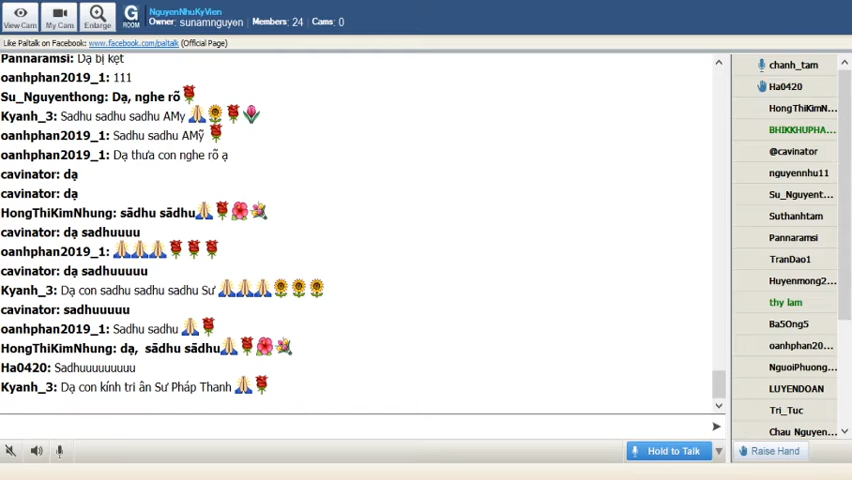 View Cam
My Cam
Enlarge
G
ROOM
NguyenNhuKyVien
Owner: sunamnguyen Members: 24 Cams: 0
Like Paltalk on Facebook: www.facebook.com/paltalk (Official Page)
Pannaramsi: Dạ bị kẹt
oanhphan2019_1: 111
Su_Nguyenthong: Dạ, nghe rõ
Kyanh_3: Sadhu sadhu sadhu AMy
oanhphan2019_1: Sadhu sadhu AMỹ
oanhphan2019_1: Dạ thưa con nghe rõ ạ
cavinator: dạ
cavinator: dạ
HongThiKimNhung: sādhu sādhu
cavinator: dạ sadhuuuu
oanhphan2019_1:
cavinator: dạ sadhuuuuu
Kyanh_3: Dạ con sadhu sadhu sadhu Sư
cavinator: sadhuuuuu
oanhphan2019_1: Sadhu sadhu
HongThiKimNhung: dạ, sādhu sādhu
Ha0420: Sadhuuuuuuuuu
Kyanh_3: Dạ con kính tri ân Sư Pháp Thanh
chanh_tam
Ha0420
HongThiKimN...
BHIKKHUPHA...
@cavinator
nguyennhu11
Su_Nguyent...
Suthanhtam
Pannaramsi
TranDao1
Huyenmong2...
thy lam
Ba5Ong5
oanhphan20...
NguoiPhuong...
LUYENDOAN
Tri_Tuc
Chau Nguyen...
Hold to Talk
Raise Hand